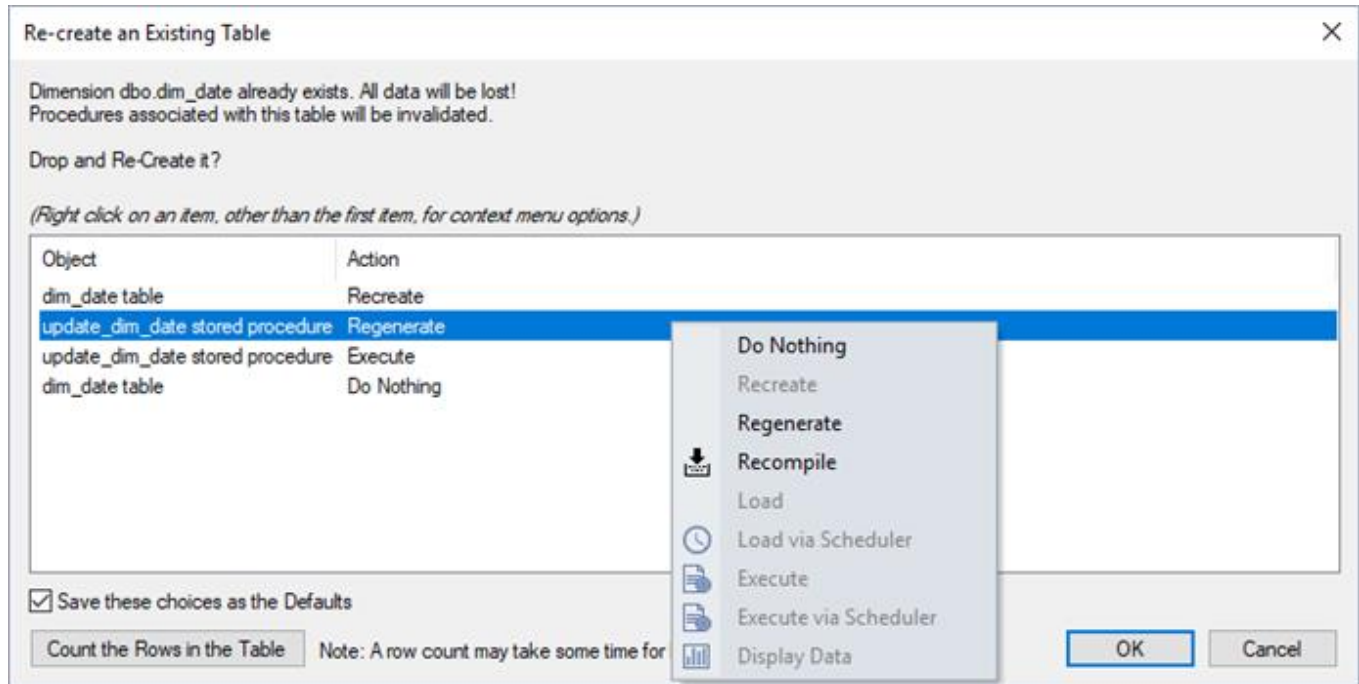 Re-create an Existing Table
Dimension dbo.dim_date already exists. All data will be lost!
Procedures associated with this table will be invalidated.
Drop and Re-Create it?
(Right click on an item, other than the first item, for context menu options.)
Object Action
dim_date table Recreate
update_dim_date stored procedure Regenerate
update_dim_date stored procedure Execute
dim_date table Do Nothing
Do Nothing
Recreate
Regenerate
Recompile
Load
Load via Scheduler
Execute
Execute via Scheduler
Display Data
Save these choices as the Defaults
Count the Rows in the Table Note: A row count may take some time for
OK Cancel